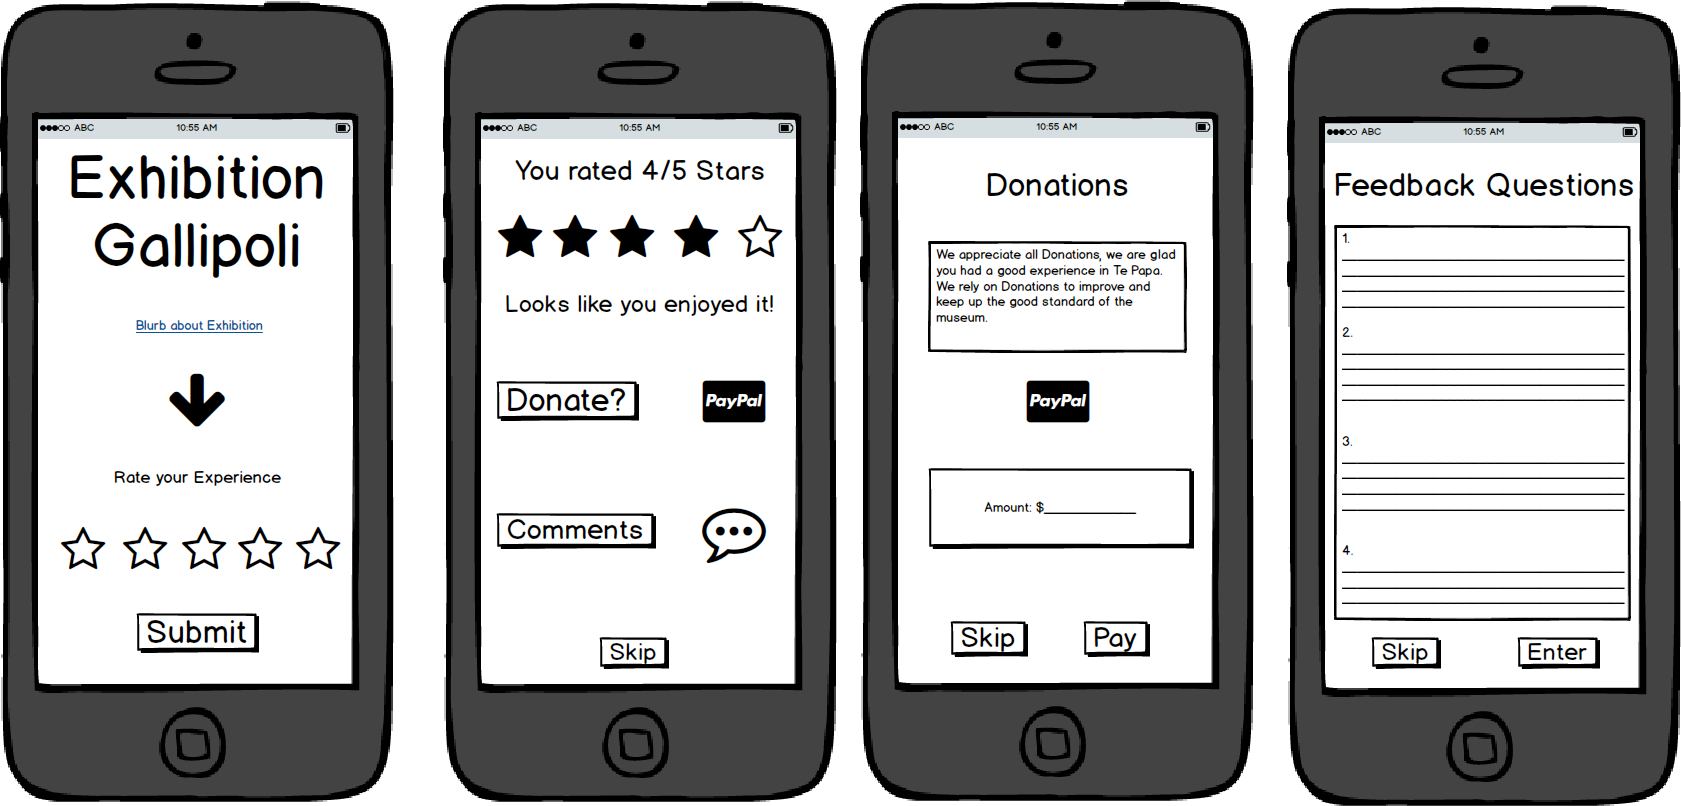 ABC 10:55 AM
Exhibition
Gallipoli
Blurb about Exhibition
Rate your Experience
Submit
ABC 10:55 AM
You rated 4/5 Stars
Looks like you enjoyed it!
Donate? PayPal
Comments
Skip
ABC 10:55 AM
Donations
We appreciate all Donations, we are glad
you had a good experience in Te Papa.
We rely on Donations to improve and
keep up the good standard of the
museum.
PayPal
Amount: $____________
Skip Pay
ABC 10:55 AM
Feedback Questions
1.
2.
3.
4.
Skip Enter